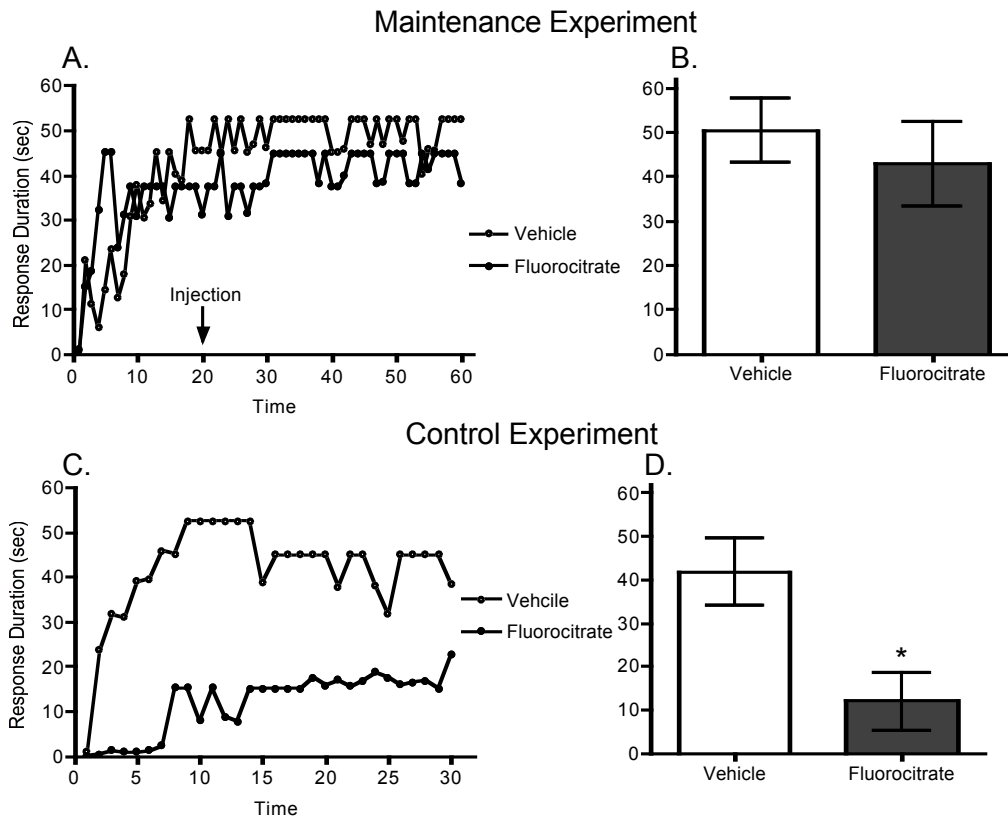 Maintenance Experiment
A.
Response Duration (sec)
60
50
40
30
20
10
0
Injection
Vehicle
Fluorocitrate
0 10 20 30 40 50 60
Time
B.
60
50
40
30
20
10
0
Vehicle Fluorocitrate
Control Experiment
C.
Response Duration (sec)
60
50
40
30
20
10
0
Vehcile
Fluorocitrate
0 5 10 15 20 25 30
Time
D.
60
50
40
30
20
10
0
*
Vehicle Fluorocitrate